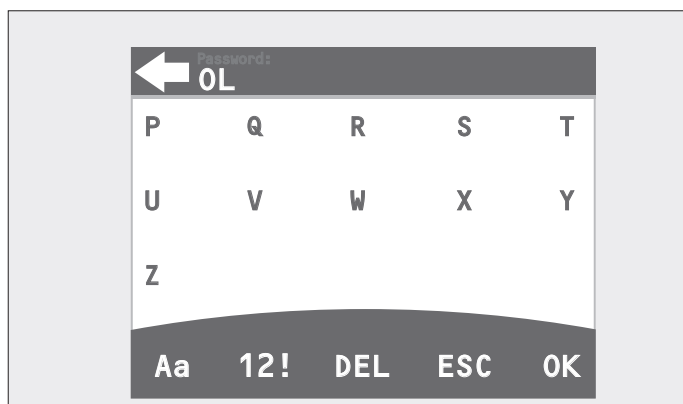 Password:
OL
P Q R S T
U V W X Y
Z
Aa 12! DEL ESC OK